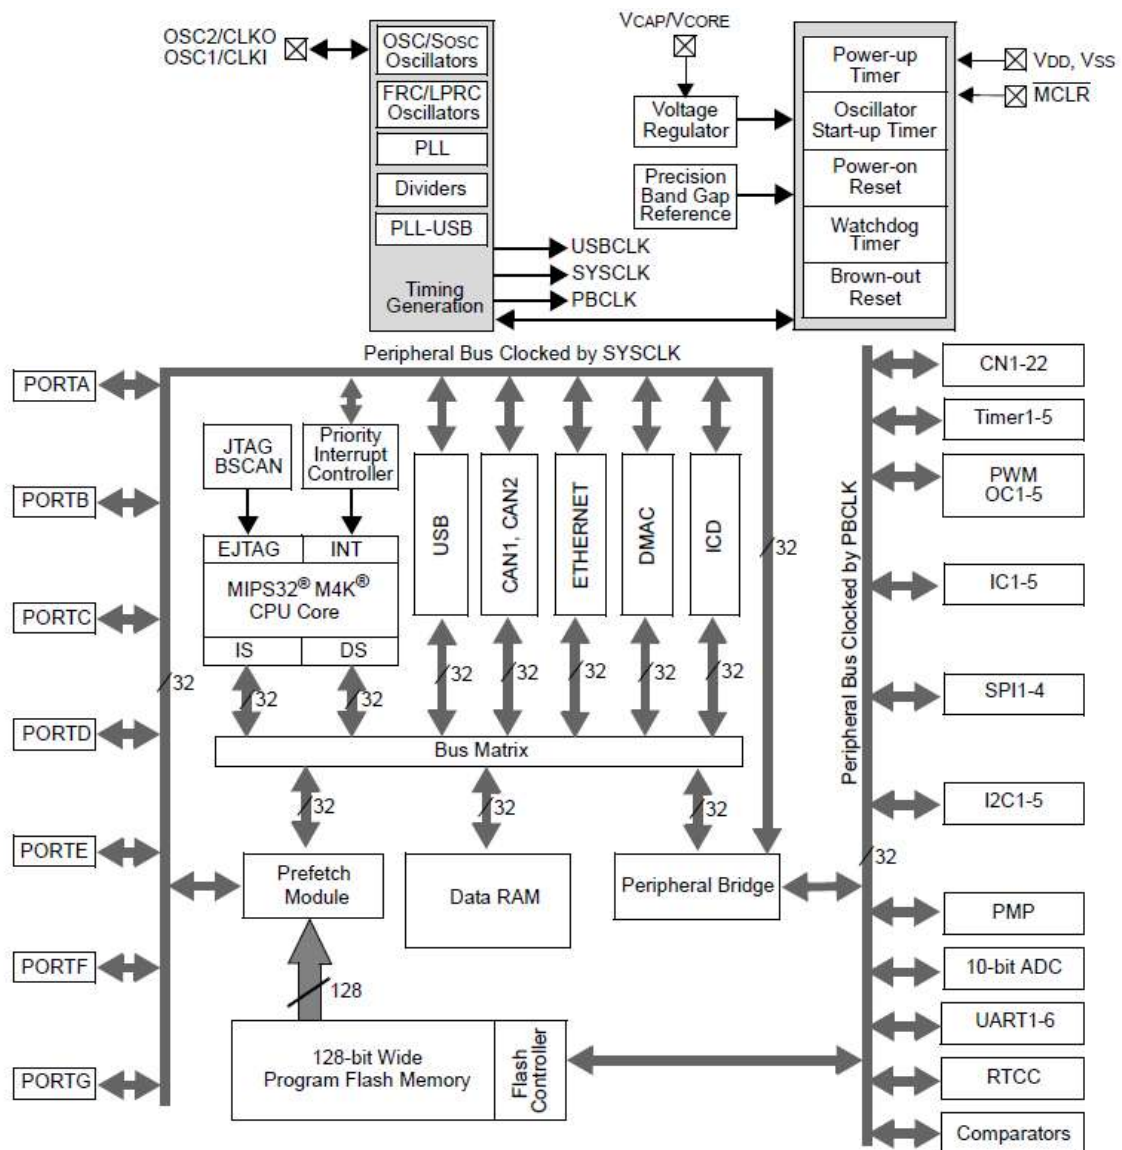 OSC2/CLKO
OSC1/CLKI
OSC/SOSC
Oscillators
FRC/LPRC
Oscillators
PLL
Dividers
PLL-USB
Timing
Generation
USBCLK
SYSCLK
PBCLK
VCAP/VCORE
Voltage
Regulator
Precision
Band Gap
Reference
Power-up
Timer
Oscillator
Start-up Timer
Power-on
Reset
Watchdog
Timer
Brown-out
Reset
VDD, VSS
MCLR
Peripheral Bus Clocked by SYSCLK
PORTA
PORTB
PORTC
PORTD
PORTE
PORTF
PORTG
32
JTAG
BSCAN
Priority
Interrupt
Controller
EJTAG
INT
MIPS32® M4K®
CPU Core
IS
DS
32
32
USB
CAN1, CAN2
ETHERNET
DMAC
ICD
32
32
32
32
32
32
Bus Matrix
32
32
32
Prefetch
Module
Data RAM
Peripheral Bridge
128
128-bit Wide
Program Flash Memory
Flash
Controller
Peripheral Bus Clocked by PBCLK
32
CN1-22
Timer1-5
PWM
OC1-5
IC1-5
SPI1-4
I2C1-5
PMP
10-bit ADC
UART1-6
RTCC
Comparators